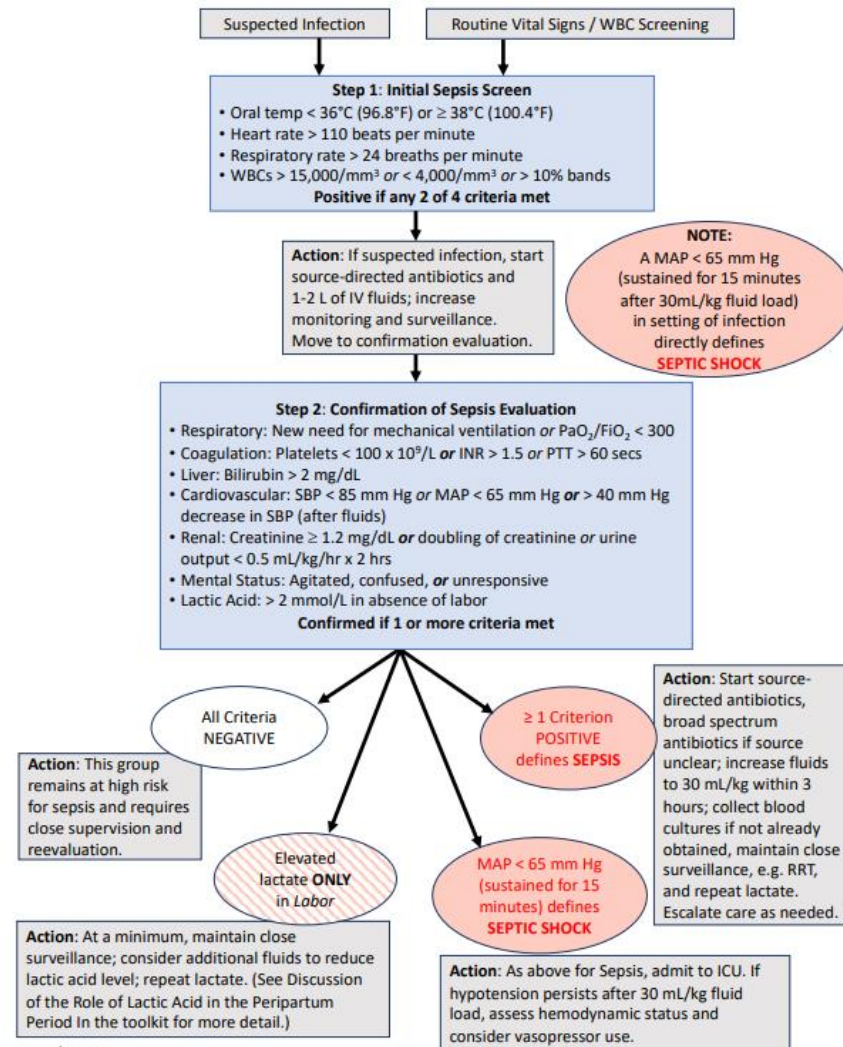 Suspected Infection
Routine Vital Signs / WBC Screening
Step 1: Initial Sepsis Screen
• Oral temp < 36°C (96.8°F) or ≥ 38°C (100.4°F)
• Heart rate > 110 beats per minute
• Respiratory rate > 24 breaths per minute
• WBCs > 15,000/mm³ or < 4,000/mm³ or > 10% bands
Positive if any 2 of 4 criteria met
Action: If suspected infection, start
source-directed antibiotics and
1-2 L of IV fluids; increase
monitoring and surveillance.
Move to confirmation evaluation.
NOTE:
A MAP < 65 mm Hg
(sustained for 15 minutes
after 30mL/kg fluid load)
in setting of infection
directly defines
SEPTIC SHOCK
Step 2: Confirmation of Sepsis Evaluation
• Respiratory: New need for mechanical ventilation or PaO₂/FiO₂ < 300
• Coagulation: Platelets < 100 x 10⁹/L or INR > 1.5 or PTT > 60 secs
• Liver: Bilirubin > 2 mg/dL
• Cardiovascular: SBP < 85 mm Hg or MAP < 65 mm Hg or > 40 mm Hg
decrease in SBP (after fluids)
• Renal: Creatinine ≥ 1.2 mg/dL or doubling of creatinine or urine
output < 0.5 mL/kg/hr x 2 hrs
• Mental Status: Agitated, confused, or unresponsive
• Lactic Acid: > 2 mmol/L in absence of labor
Confirmed if 1 or more criteria met
All Criteria
NEGATIVE
Action: This group
remains at high risk
for sepsis and requires
close supervision and
reevaluation.
Elevated
lactate ONLY
in Labor
Action: At a minimum, maintain close
surveillance; consider additional fluids to reduce
lactic acid level; repeat lactate. (See Discussion
of the Role of Lactic Acid in the Peripartum
Period In the toolkit for more detail.)
≥ 1 Criterion
POSITIVE
defines SEPSIS
Action: Start source-
directed antibiotics,
broad spectrum
antibiotics if source
unclear; increase fluids
to 30 mL/kg within 3
hours; collect blood
cultures if not already
obtained, maintain close
surveillance, e.g. RRT,
and repeat lactate.
Escalate care as needed.
MAP < 65 mm Hg
(sustained for 15
minutes) defines
SEPTIC SHOCK
Action: As above for Sepsis, admit to ICU. If
hypotension persists after 30 mL/kg fluid
load, assess hemodynamic status and
consider vasopressor use.